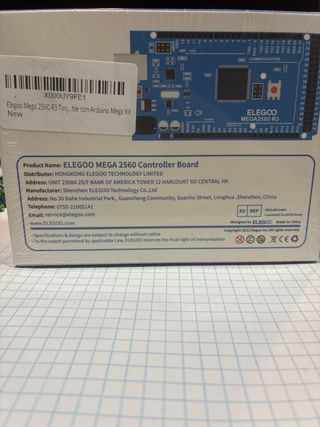 COMMUNICATION
ELEGOO
MEGA2560 R3
X000UY9FE1
Elegoo Mega 2560 R3 Tarj...ble con Arduino Mega Kit
New
Product Name: ELEGOO MEGA 2560 Controller Board
Distributor: HONGKONG ELEGOO TECHNOLOGY LIMITED
Address: UNIT 2508A 25/F BANK OF AMERICA TOWER 12 HARCOURT RD CENTRAL HK
Manufacturer: Shenzhen ELEGOO Technology Co.,Ltd
Address: No.30 Dahe Industrial Park, Guancheng Community, Guanhu Street, Longhua ,Shenzhen, China
Telephone: 0755-21005141
Email: service@elegoo.com
www.ELEGOO.com
EU REP
• Specifications & design are subject to change without notice
• To the extent permitted by applicable Law, ELEGOO reserves the final right of interpretation
designed by ELEGOO Made in China
Copyright 2021 Elegoo Inc. All rights reserved.